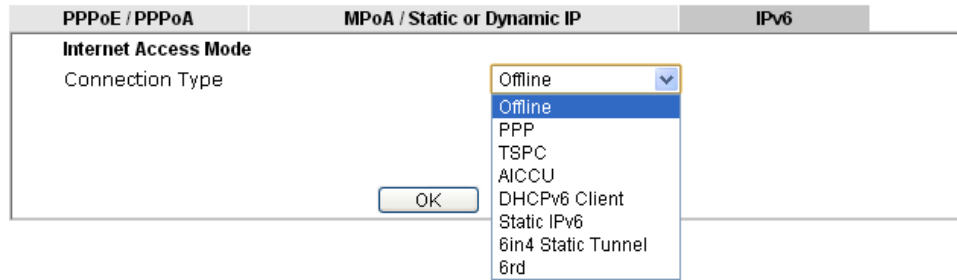 PPPoE / PPPoA MPoA / Static or Dynamic IP IPv6
Internet Access Mode
Connection Type Offline
Offline
PPP
TSPC
AICCU
OK DHCPv6 Client
Static IPv6
6in4 Static Tunnel
6rd